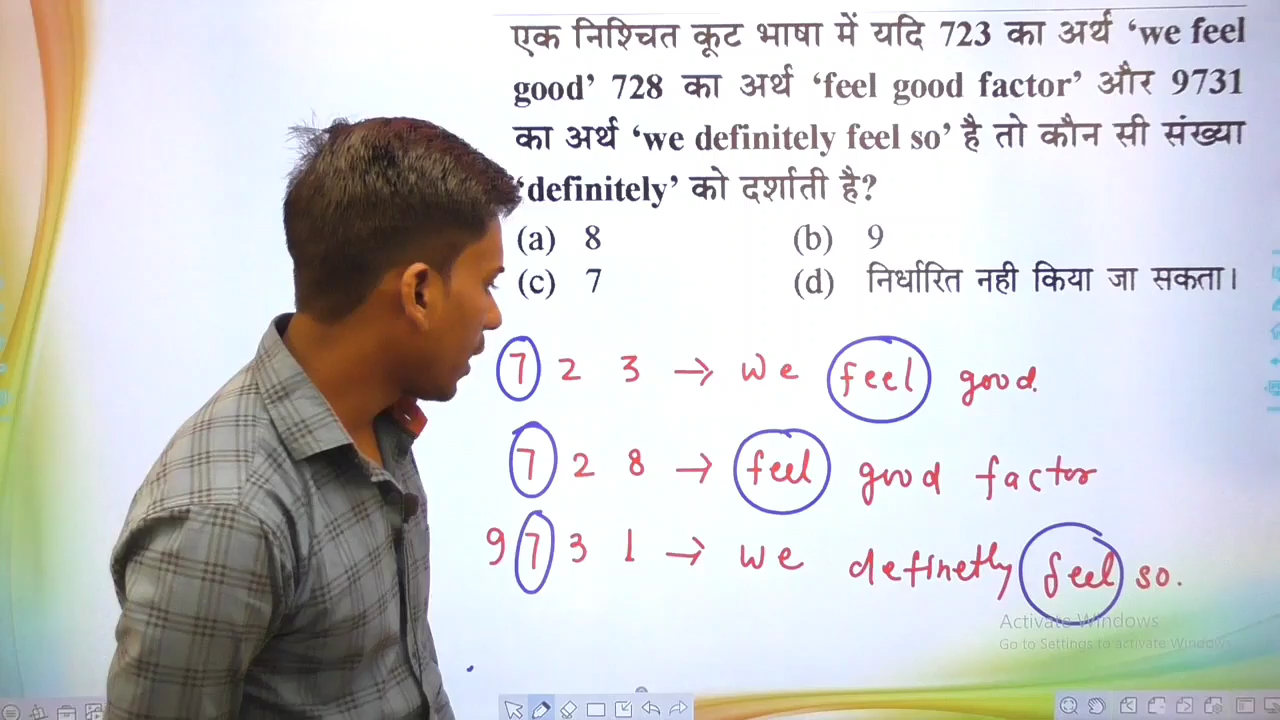 एक निश्चित कूट भाषा में यदि 723 का अर्थ ‘we feel
good’ 728 का अर्थ ‘feel good factor’ और 9731
का अर्थ ‘we definitely feel so’ है तो कौन सी संख्या
‘definitely’ को दर्शाती है?
(a) 8 (b) 9
(c) 7 (d) निर्धारित नही किया जा सकता।
7 2 3 → we feel good.
7 2 8 → feel good factor
9 7 3 1 → we definetly feel so.
Activate Windows
Go to Settings to activate Windows.